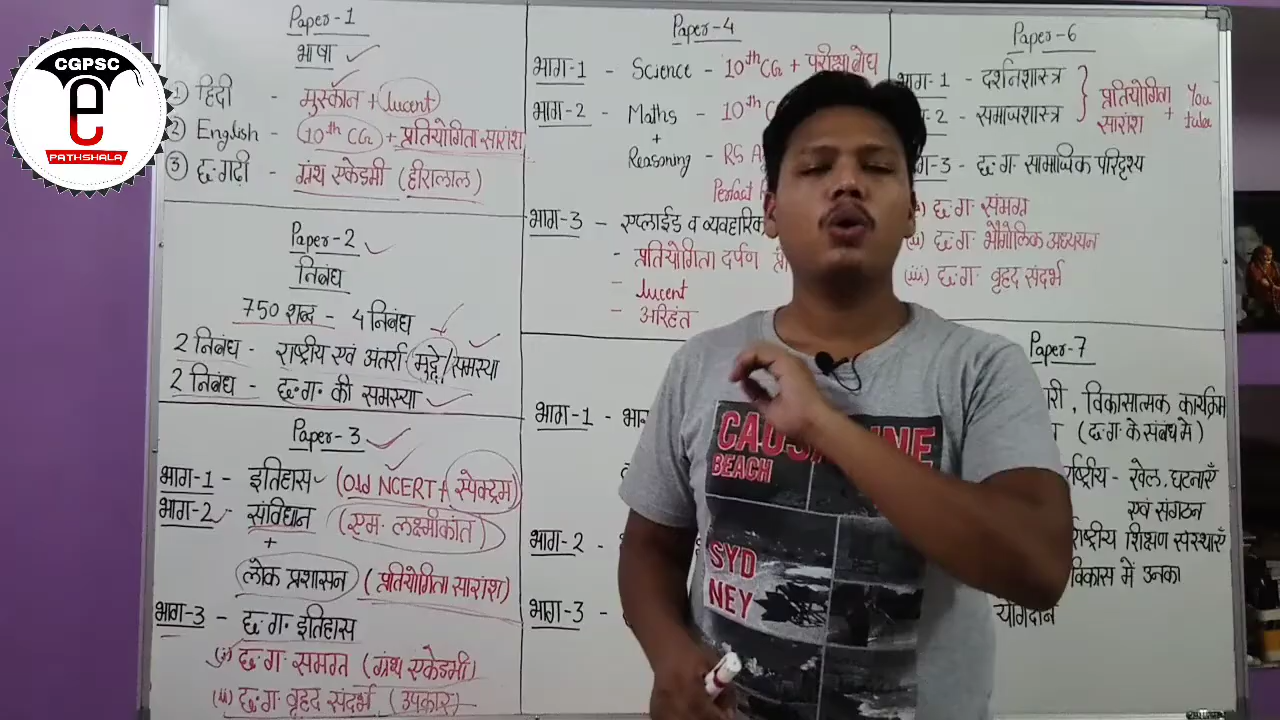 CGPSC
e
PATHSHALA
Paper-1
भाषा
① हिंदी - मुस्कॉन + lucent
② English - 10th CG + प्रतियोगिता सारांश
③ छ.गढ़ी - ग्रंथ एकेडमी (हीरालाल)
Paper-2
निबंध
750 शब्द - 4 निबंध
2 निबंध - राष्ट्रीय एवं अंतर्रा मुद्दे/समस्या
2 निबंध - छ.ग. की समस्या
Paper-3
भाग-1 - इतिहास - (Old NCERT + स्पेक्ट्रम)
भाग-2 - संविधान (एम. लक्ष्मीकांत)
+
लोक प्रशासन (प्रतियोगिता सारांश)
भाग-3 - छ.ग. इतिहास
(i) छ.ग. समग्र (ग्रंथ एकेडमी)
(ii) छ.ग. वृहद संदर्भ (उपकार)
Paper-4
भाग-1 - Science - 10th CG + परीक्षा बोध
भाग-2 - Maths - 10th
+
Reasoning - RS
Perfect
भाग-3 - एप्लाईड व व्यवहारिक
- प्रतियोगिता दर्पण
- lucent
- अरिहंत
भाग-1 -
भाग-2 -
भाग-3 -
Paper-6
भाग-1 - दर्शनशास्त्र
-2 - समाजशास्त्र
प्रतियोगिता सारांश + You tube
-3 - छ.ग. सामाजिक परिदृश्य
छ.ग. समग्र
(ii) छ.ग. भौगोलिक अध्ययन
(iii) छ.ग. वृहद संदर्भ
Paper-7
, विकासात्मक कार्यक्रम
(छ.ग के संबंध में)
- खेल, घटनाएँ
एवं संगठन
शिक्षण संस्थाएँ
विकास में उनका
योगदान
CAUSEWAY
BEACH
SYD
NEY